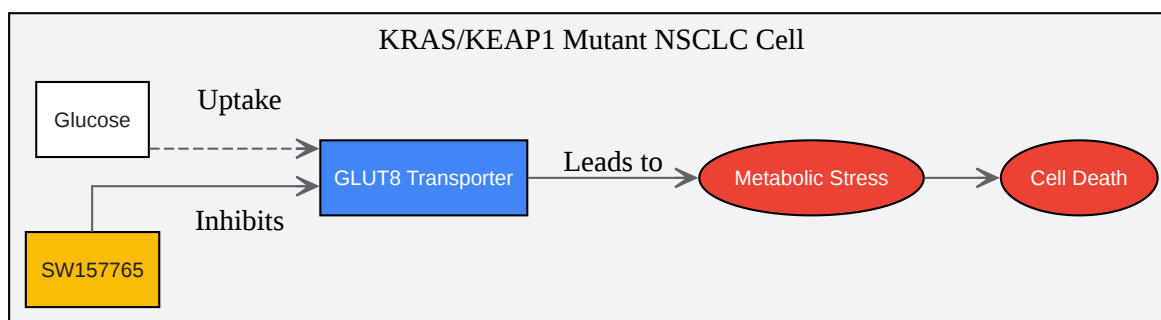 KRAS/KEAP1 Mutant NSCLC Cell
Glucose
Uptake
GLUT8 Transporter
Leads to
Metabolic Stress
Cell Death
Inhibits
SW157765